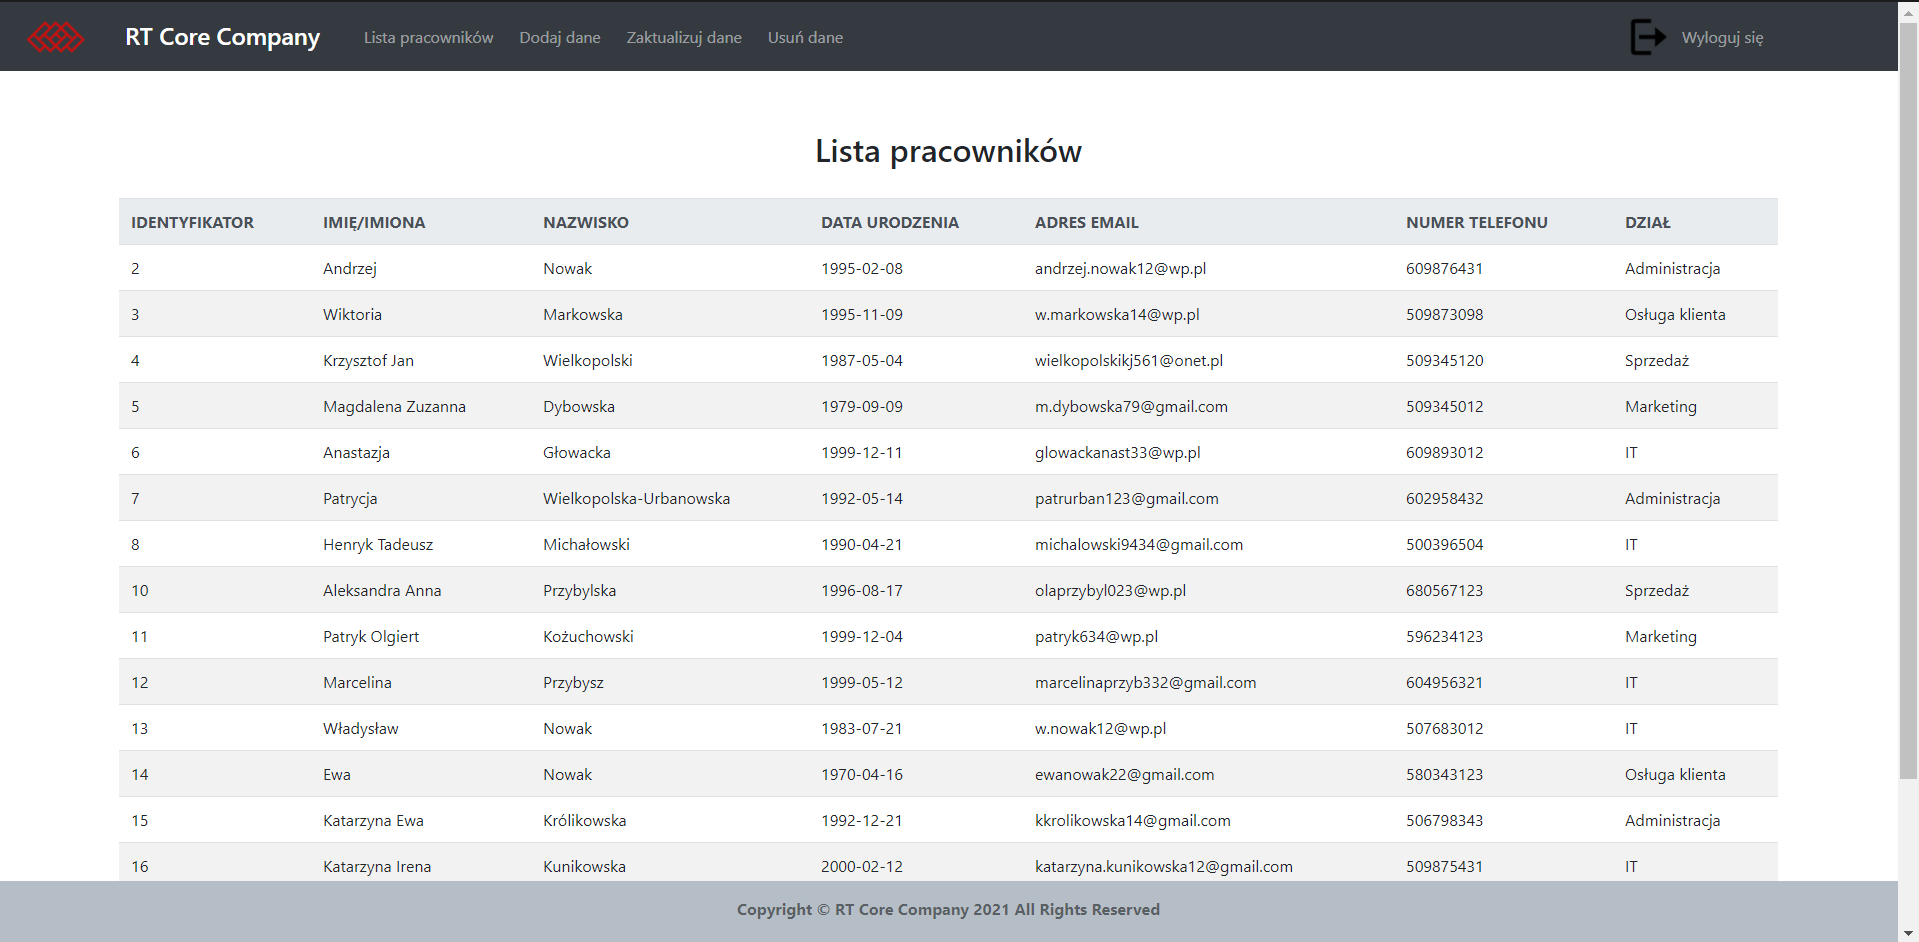 RT Core Company Lista pracowników Dodaj dane Zaktualizuj dane Usuń dane Wyloguj się
Lista pracowników
IDENTYFIKATOR IMIĘ/IMIONA NAZWISKO DATA URODZENIA ADRES EMAIL NUMER TELEFONU DZIAŁ
2 Andrzej Nowak 1995-02-08 andrzej.nowak12@wp.pl 609876431 Administracja
3 Wiktoria Markowska 1995-11-09 w.markowska14@wp.pl 509873098 Osługa klienta
4 Krzysztof Jan Wielkopolski 1987-05-04 wielkopolskikj561@onet.pl 509345120 Sprzedaż
5 Magdalena Zuzanna Dybowska 1979-09-09 m.dybowska79@gmail.com 509345012 Marketing
6 Anastazja Głowacka 1999-12-11 glowackanast33@wp.pl 609893012 IT
7 Patrycja Wielkopolska-Urbanowska 1992-05-14 patrurban123@gmail.com 602958432 Administracja
8 Henryk Tadeusz Michałowski 1990-04-21 michalowski9434@gmail.com 500396504 IT
10 Aleksandra Anna Przybylska 1996-08-17 olaprzybyl023@wp.pl 680567123 Sprzedaż
11 Patryk Olgiert Kożuchowski 1999-12-04 patryk634@wp.pl 596234123 Marketing
12 Marcelina Przybysz 1999-05-12 marcelinaprzyb332@gmail.com 604956321 IT
13 Władysław Nowak 1983-07-21 w.nowak12@wp.pl 507683012 IT
14 Ewa Nowak 1970-04-16 ewanowak22@gmail.com 580343123 Osługa klienta
15 Katarzyna Ewa Królikowska 1992-12-21 kkrolikowska14@gmail.com 506798343 Administracja
16 Katarzyna Irena Kunikowska 2000-02-12 katarzyna.kunikowska12@gmail.com 509875431 IT
Copyright © RT Core Company 2021 All Rights Reserved